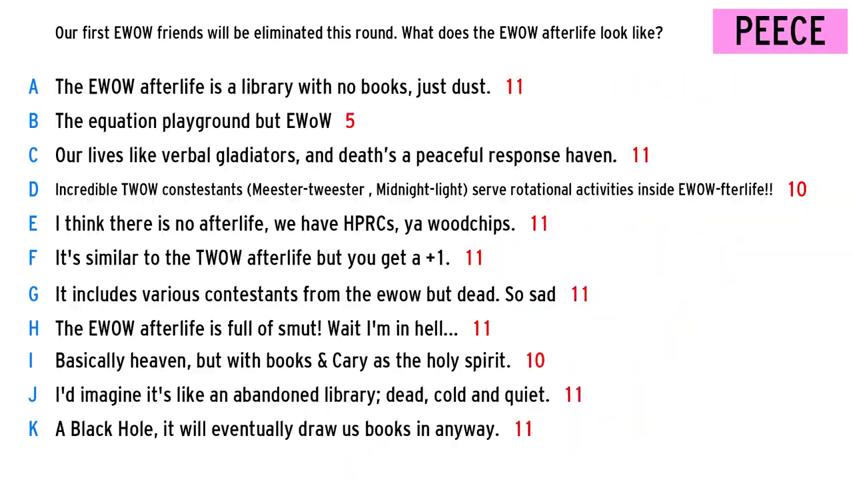 Our first EWOW friends will be eliminated this round. What does the EWOW afterlife look like?
PEECE
A The EWOW afterlife is a library with no books, just dust. 11
B The equation playground but EWoW 5
C Our lives like verbal gladiators, and death's a peaceful response haven. 11
D Incredible TWOW constestants (Meester-tweester , Midnight-light) serve rotational activities inside EWOW-fterlife!! 10
E I think there is no afterlife, we have HPRCs, ya woodchips. 11
F It's similar to the TWOW afterlife but you get a +1. 11
G It includes various contestants from the ewow but dead. So sad 11
H The EWOW afterlife is full of smut! Wait I'm in hell... 11
I Basically heaven, but with books & Cary as the holy spirit. 10
J I'd imagine it's like an abandoned library; dead, cold and quiet. 11
K A Black Hole, it will eventually draw us books in anyway. 11